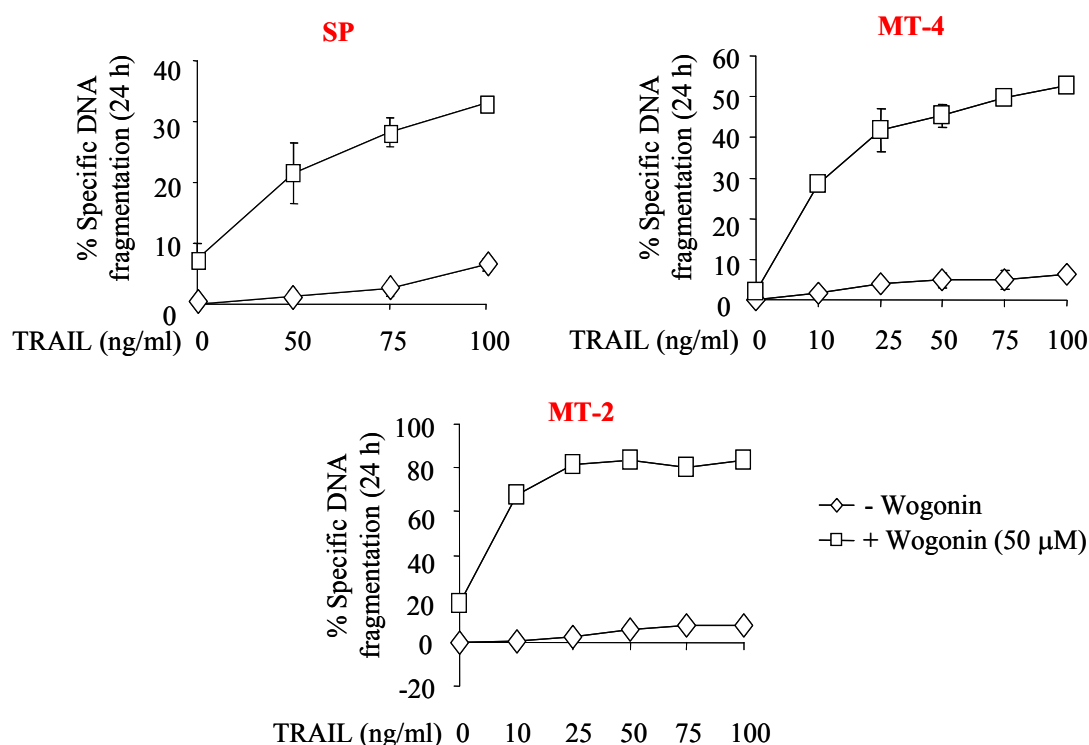 SP
% Specific DNA
fragmentation (24 h)
40
30
20
10
0
TRAIL (ng/ml) 0 50 75 100
MT-4
% Specific DNA
fragmentation (24 h)
60
50
40
30
20
10
0
TRAIL (ng/ml) 0 10 25 50 75 100
MT-2
% Specific DNA
fragmentation (24 h)
100
80
60
40
20
0
-20
TRAIL (ng/ml) 0 10 25 50 75 100
- Wogonin
+ Wogonin (50 μM)